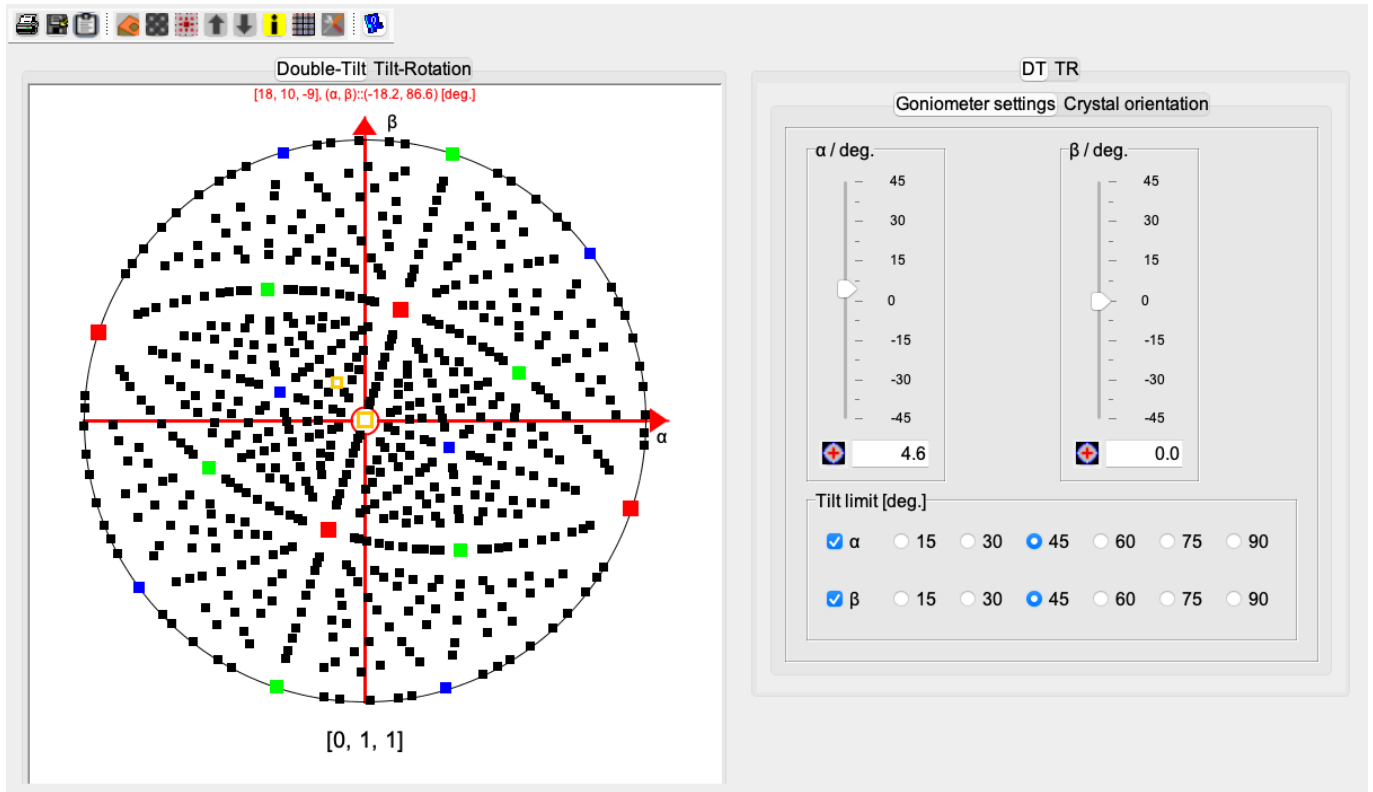 Double-Tilt Tilt-Rotation
[18, 10, -9], (α, β)::(-18.2, 86.6) [deg.]
β
α
[0, 1, 1]
DT TR
Goniometer settings Crystal orientation
α / deg.
45
30
15
0
-15
-30
-45
4.6
β / deg.
45
30
15
0
-15
-30
-45
0.0
Tilt limit [deg.]
α 15 30 45 60 75 90
β 15 30 45 60 75 90